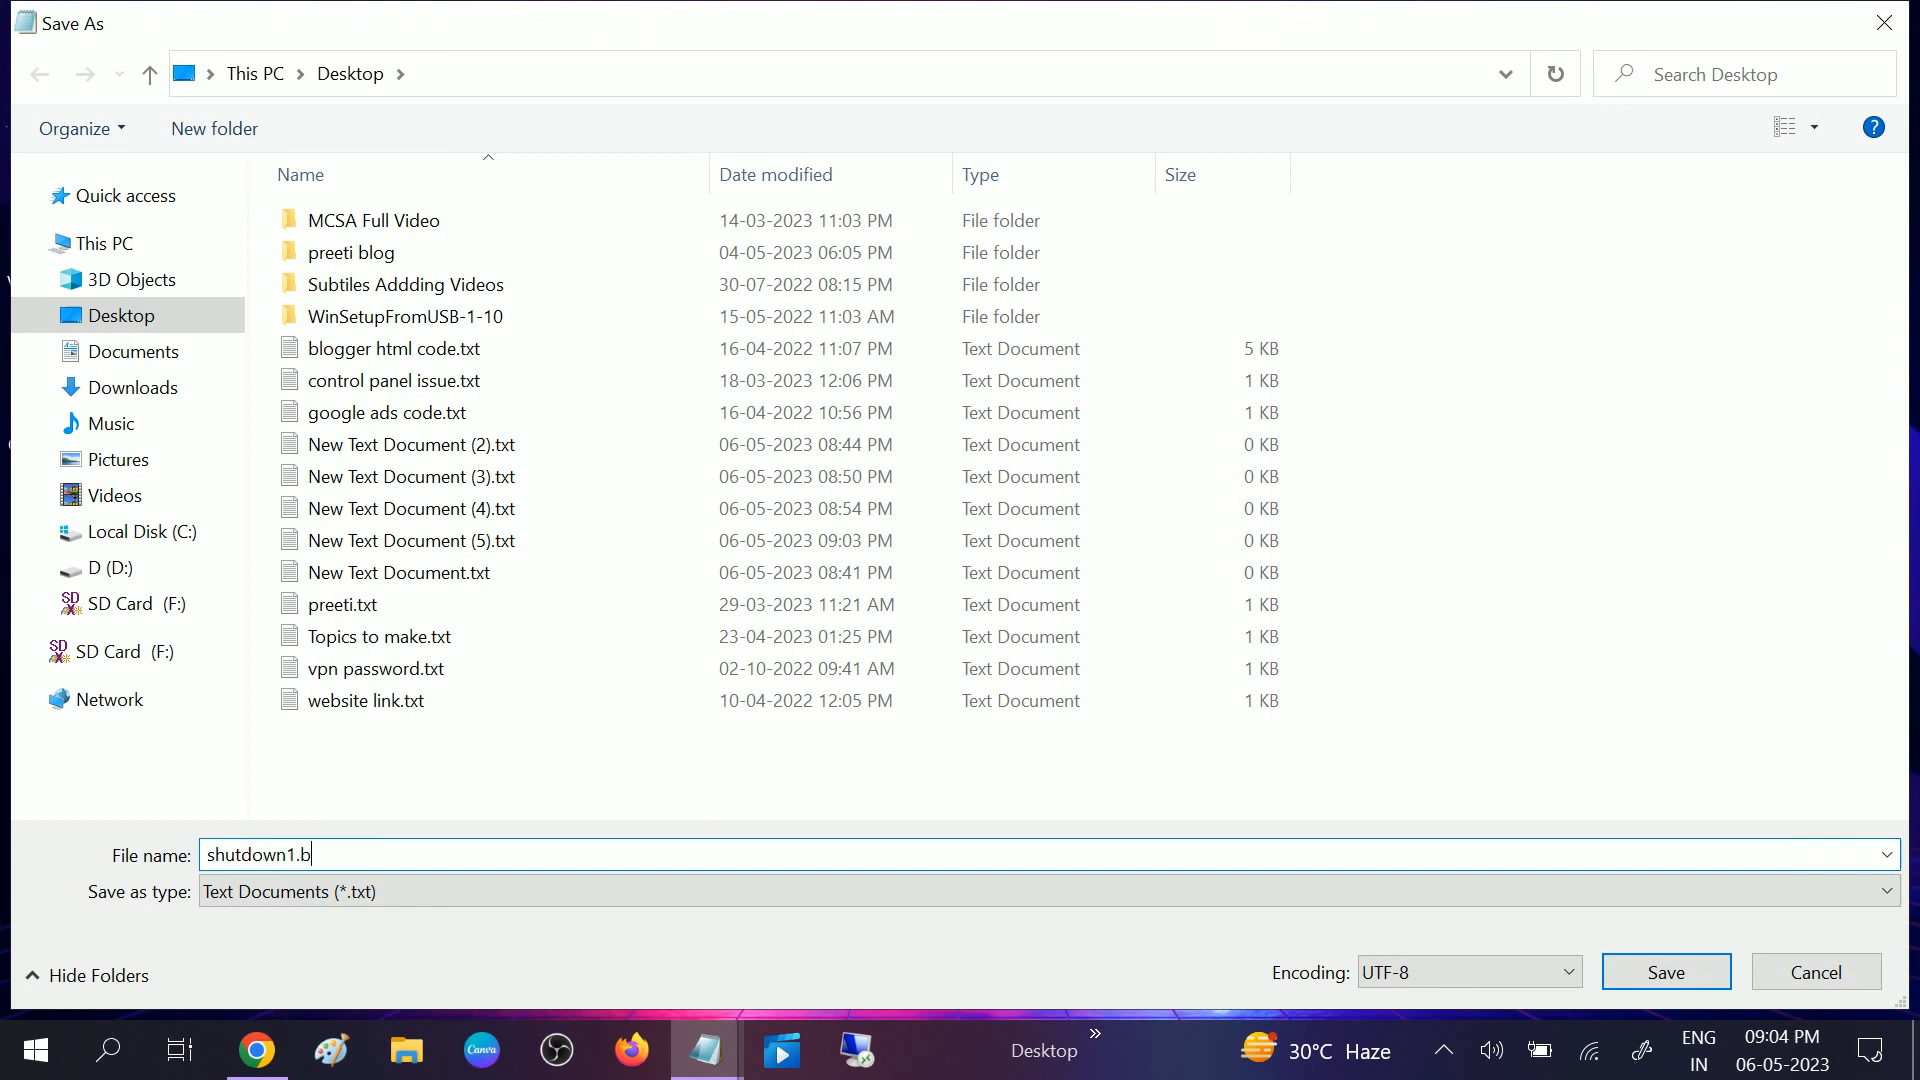 Save As
This PC > Desktop >
Search Desktop
Organize
New folder
?
Name
Date modified
Type
Size
Quick access
This PC
3D Objects
Desktop
Documents
Downloads
Music
Pictures
Videos
Local Disk (C:)
D (D:)
SD Card (F:)
SD Card (F:)
Network
MCSA Full Video 14-03-2023 11:03 PM File folder
preeti blog 04-05-2023 06:05 PM File folder
Subtiles Addding Videos 30-07-2022 08:15 PM File folder
WinSetupFromUSB-1-10 15-05-2022 11:03 AM File folder
blogger html code.txt 16-04-2022 11:07 PM Text Document 5 KB
control panel issue.txt 18-03-2023 12:06 PM Text Document 1 KB
google ads code.txt 16-04-2022 10:56 PM Text Document 1 KB
New Text Document (2).txt 06-05-2023 08:44 PM Text Document 0 KB
New Text Document (3).txt 06-05-2023 08:50 PM Text Document 0 KB
New Text Document (4).txt 06-05-2023 08:54 PM Text Document 0 KB
New Text Document (5).txt 06-05-2023 09:03 PM Text Document 0 KB
New Text Document.txt 06-05-2023 08:41 PM Text Document 0 KB
preeti.txt 29-03-2023 11:21 AM Text Document 1 KB
Topics to make.txt 23-04-2023 01:25 PM Text Document 1 KB
vpn password.txt 02-10-2022 09:41 AM Text Document 1 KB
website link.txt 10-04-2022 12:05 PM Text Document 1 KB
File name: shutdown1.b
Save as type: Text Documents (*.txt)
Hide Folders
Encoding: UTF-8
Save
Cancel
Canva
Desktop
30°C Haze
ENG
IN
09:04 PM
06-05-2023